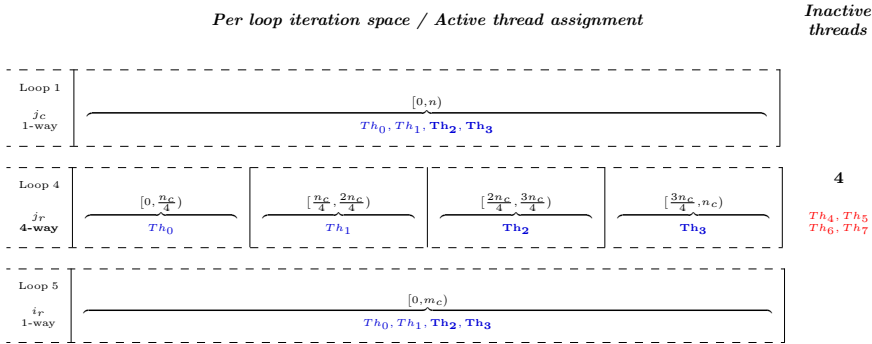 Per loop iteration space / Active thread assignment
Inactive
threads
Loop 1
j_c
1-way
[0, n)
Th_0, Th_1, Th_2, Th_3
Loop 4
j_r
4-way
[0, n_c/4)
Th_0
[n_c/4, 2n_c/4)
Th_1
[2n_c/4, 3n_c/4)
Th_2
[3n_c/4, n_c)
Th_3
4
Th_4, Th_5
Th_6, Th_7
Loop 5
i_r
1-way
[0, m_c)
Th_0, Th_1, Th_2, Th_3